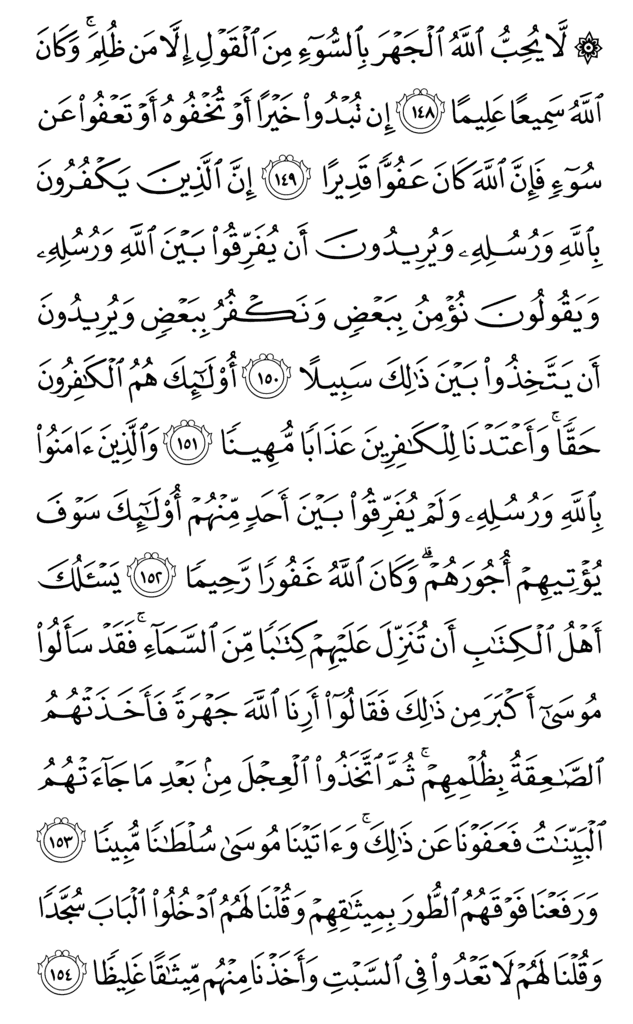 ۞ لَّا يُحِبُّ ٱللَّهُ ٱلْجَهْرَ بِٱلسُّوٓءِ مِنَ ٱلْقَوْلِ إِلَّا مَن ظُلِمَ ۚ وَكَانَ
ٱللَّهُ سَمِيعًا عَلِيمًا ١٤٨ إِن تُبْدُوا۟ خَيْرًا أَوْ تُخْفُوهُ أَوْ تَعْفُوا۟ عَن
سُوٓءٍ فَإِنَّ ٱللَّهَ كَانَ عَفُوًّا قَدِيرًا ١٤٩ إِنَّ ٱلَّذِينَ يَكْفُرُونَ
بِٱللَّهِ وَرُسُلِهِۦ وَيُرِيدُونَ أَن يُفَرِّقُوا۟ بَيْنَ ٱللَّهِ وَرُسُلِهِۦ
وَيَقُولُونَ نُؤْمِنُ بِبَعْضٍ وَنَكْفُرُ بِبَعْضٍ وَيُرِيدُونَ
أَن يَتَّخِذُوا۟ بَيْنَ ذَٰلِكَ سَبِيلًا ١٥٠ أُو۟لَـٰٓئِكَ هُمُ ٱلْكَـٰفِرُونَ
حَقًّا ۚ وَأَعْتَدْنَا لِلْكَـٰفِرِينَ عَذَابًا مُّهِينًا ١٥١ وَٱلَّذِينَ ءَامَنُوا۟
بِٱللَّهِ وَرُسُلِهِۦ وَلَمْ يُفَرِّقُوا۟ بَيْنَ أَحَدٍ مِّنْهُمْ أُو۟لَـٰٓئِكَ سَوْفَ
يُؤْتِيهِمْ أُجُورَهُمْ ۗ وَكَانَ ٱللَّهُ غَفُورًا رَّحِيمًا ١٥٢ يَسْـَٔلُكَ
أَهْلُ ٱلْكِتَـٰبِ أَن تُنَزِّلَ عَلَيْهِمْ كِتَـٰبًا مِّنَ ٱلسَّمَآءِ ۚ فَقَدْ سَأَلُوا۟
مُوسَىٰٓ أَكْبَرَ مِن ذَٰلِكَ فَقَالُوٓا۟ أَرِنَا ٱللَّهَ جَهْرَةً فَأَخَذَتْهُمُ
ٱلصَّـٰعِقَةُ بِظُلْمِهِمْ ۚ ثُمَّ ٱتَّخَذُوا۟ ٱلْعِجْلَ مِنۢ بَعْدِ مَا جَآءَتْهُمُ
ٱلْبَيِّنَـٰتُ فَعَفَوْنَا عَن ذَٰلِكَ ۚ وَءَاتَيْنَا مُوسَىٰ سُلْطَـٰنًا مُّبِينًا ١٥٣
وَرَفَعْنَا فَوْقَهُمُ ٱلطُّورَ بِمِيثَـٰقِهِمْ وَقُلْنَا لَهُمُ ٱدْخُلُوا۟ ٱلْبَابَ سُجَّدًا
وَقُلْنَا لَهُمْ لَا تَعْدُوا۟ فِى ٱلسَّبْتِ وَأَخَذْنَا مِنْهُم مِّيثَـٰقًا غَلِيظًا ١٥٤